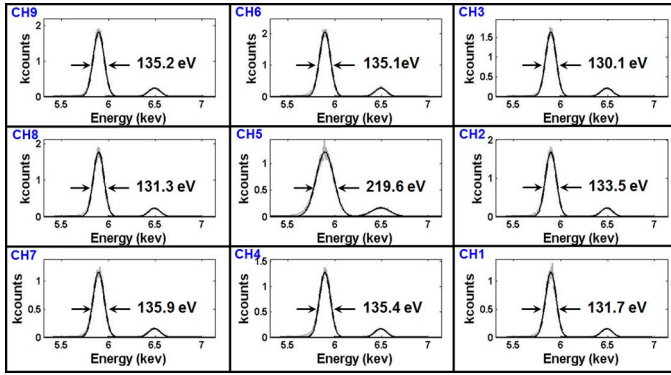 CH9
kcounts
2
1
0
135.2 eV
5.5 6 6.5 7
Energy (kev)
CH6
kcounts
2
1
0
135.1eV
5.5 6 6.5 7
Energy (kev)
CH3
kcounts
1.5
1
0.5
0
130.1 eV
5.5 6 6.5 7
Energy (kev)
CH8
kcounts
2
1
0
131.3 eV
5.5 6 6.5 7
Energy (kev)
CH5
kcounts
1
0.5
0
219.6 eV
5.5 6 6.5 7
Energy (kev)
CH2
kcounts
2
1
0
133.5 eV
5.5 6 6.5 7
Energy (kev)
CH7
kcounts
1
0.5
0
135.9 eV
5.5 6 6.5 7
Energy (kev)
CH4
kcounts
1.5
1
0.5
0
135.4 eV
5.5 6 6.5 7
Energy (kev)
CH1
kcounts
1
0.5
0
131.7 eV
5.5 6 6.5 7
Energy (kev)